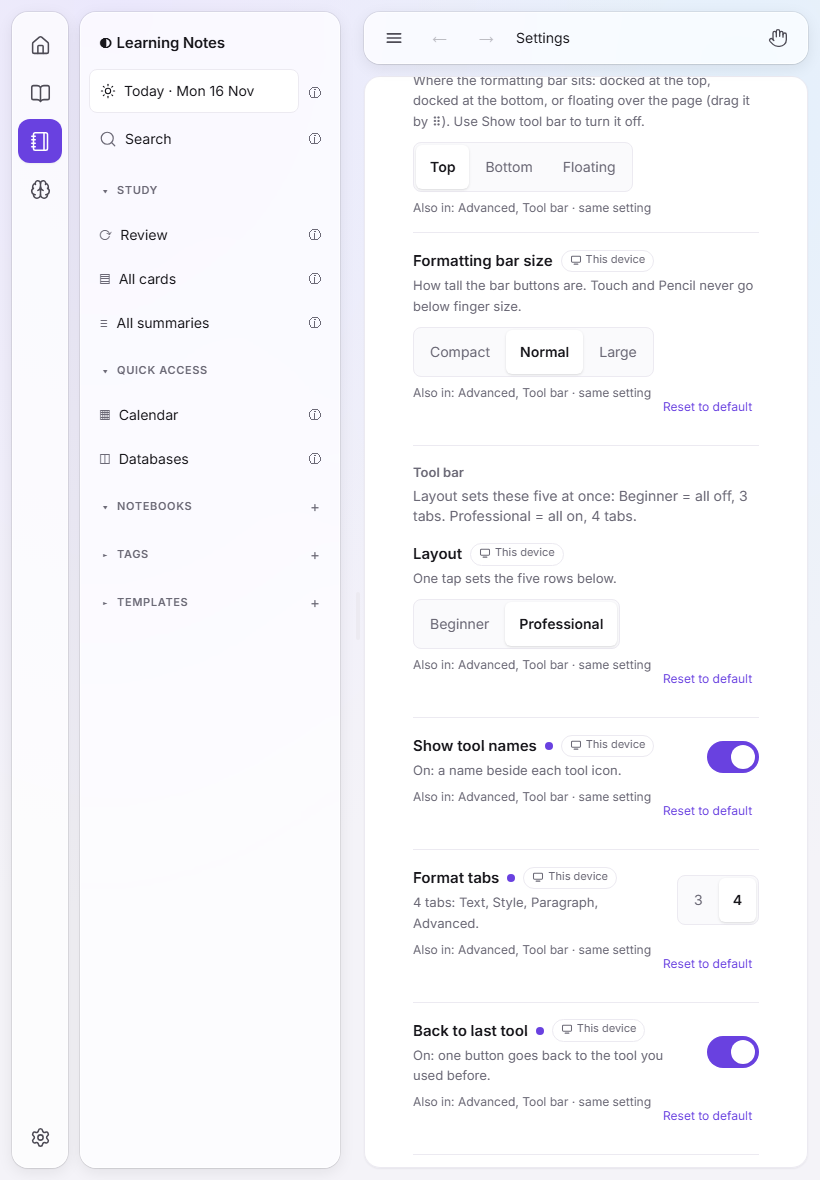 Learning Notes
Today · Mon 16 Nov
Search
STUDY
Review
All cards
All summaries
QUICK ACCESS
Calendar
Databases
NOTEBOOKS
TAGS
TEMPLATES
Settings
Where the formatting bar sits: docked at the top,
docked at the bottom, or floating over the page (drag it
by ⠿). Use Show tool bar to turn it off.
Top Bottom Floating
Also in: Advanced, Tool bar · same setting
Formatting bar size This device
How tall the bar buttons are. Touch and Pencil never go
below finger size.
Compact Normal Large
Also in: Advanced, Tool bar · same setting
Reset to default
Tool bar
Layout sets these five at once: Beginner = all off, 3
tabs. Professional = all on, 4 tabs.
Layout This device
One tap sets the five rows below.
Beginner Professional
Also in: Advanced, Tool bar · same setting
Reset to default
Show tool names This device
On: a name beside each tool icon.
Also in: Advanced, Tool bar · same setting
Reset to default
Format tabs This device
4 tabs: Text, Style, Paragraph,
Advanced.
3 4
Also in: Advanced, Tool bar · same setting
Reset to default
Back to last tool This device
On: one button goes back to the tool you
used before.
Also in: Advanced, Tool bar · same setting
Reset to default